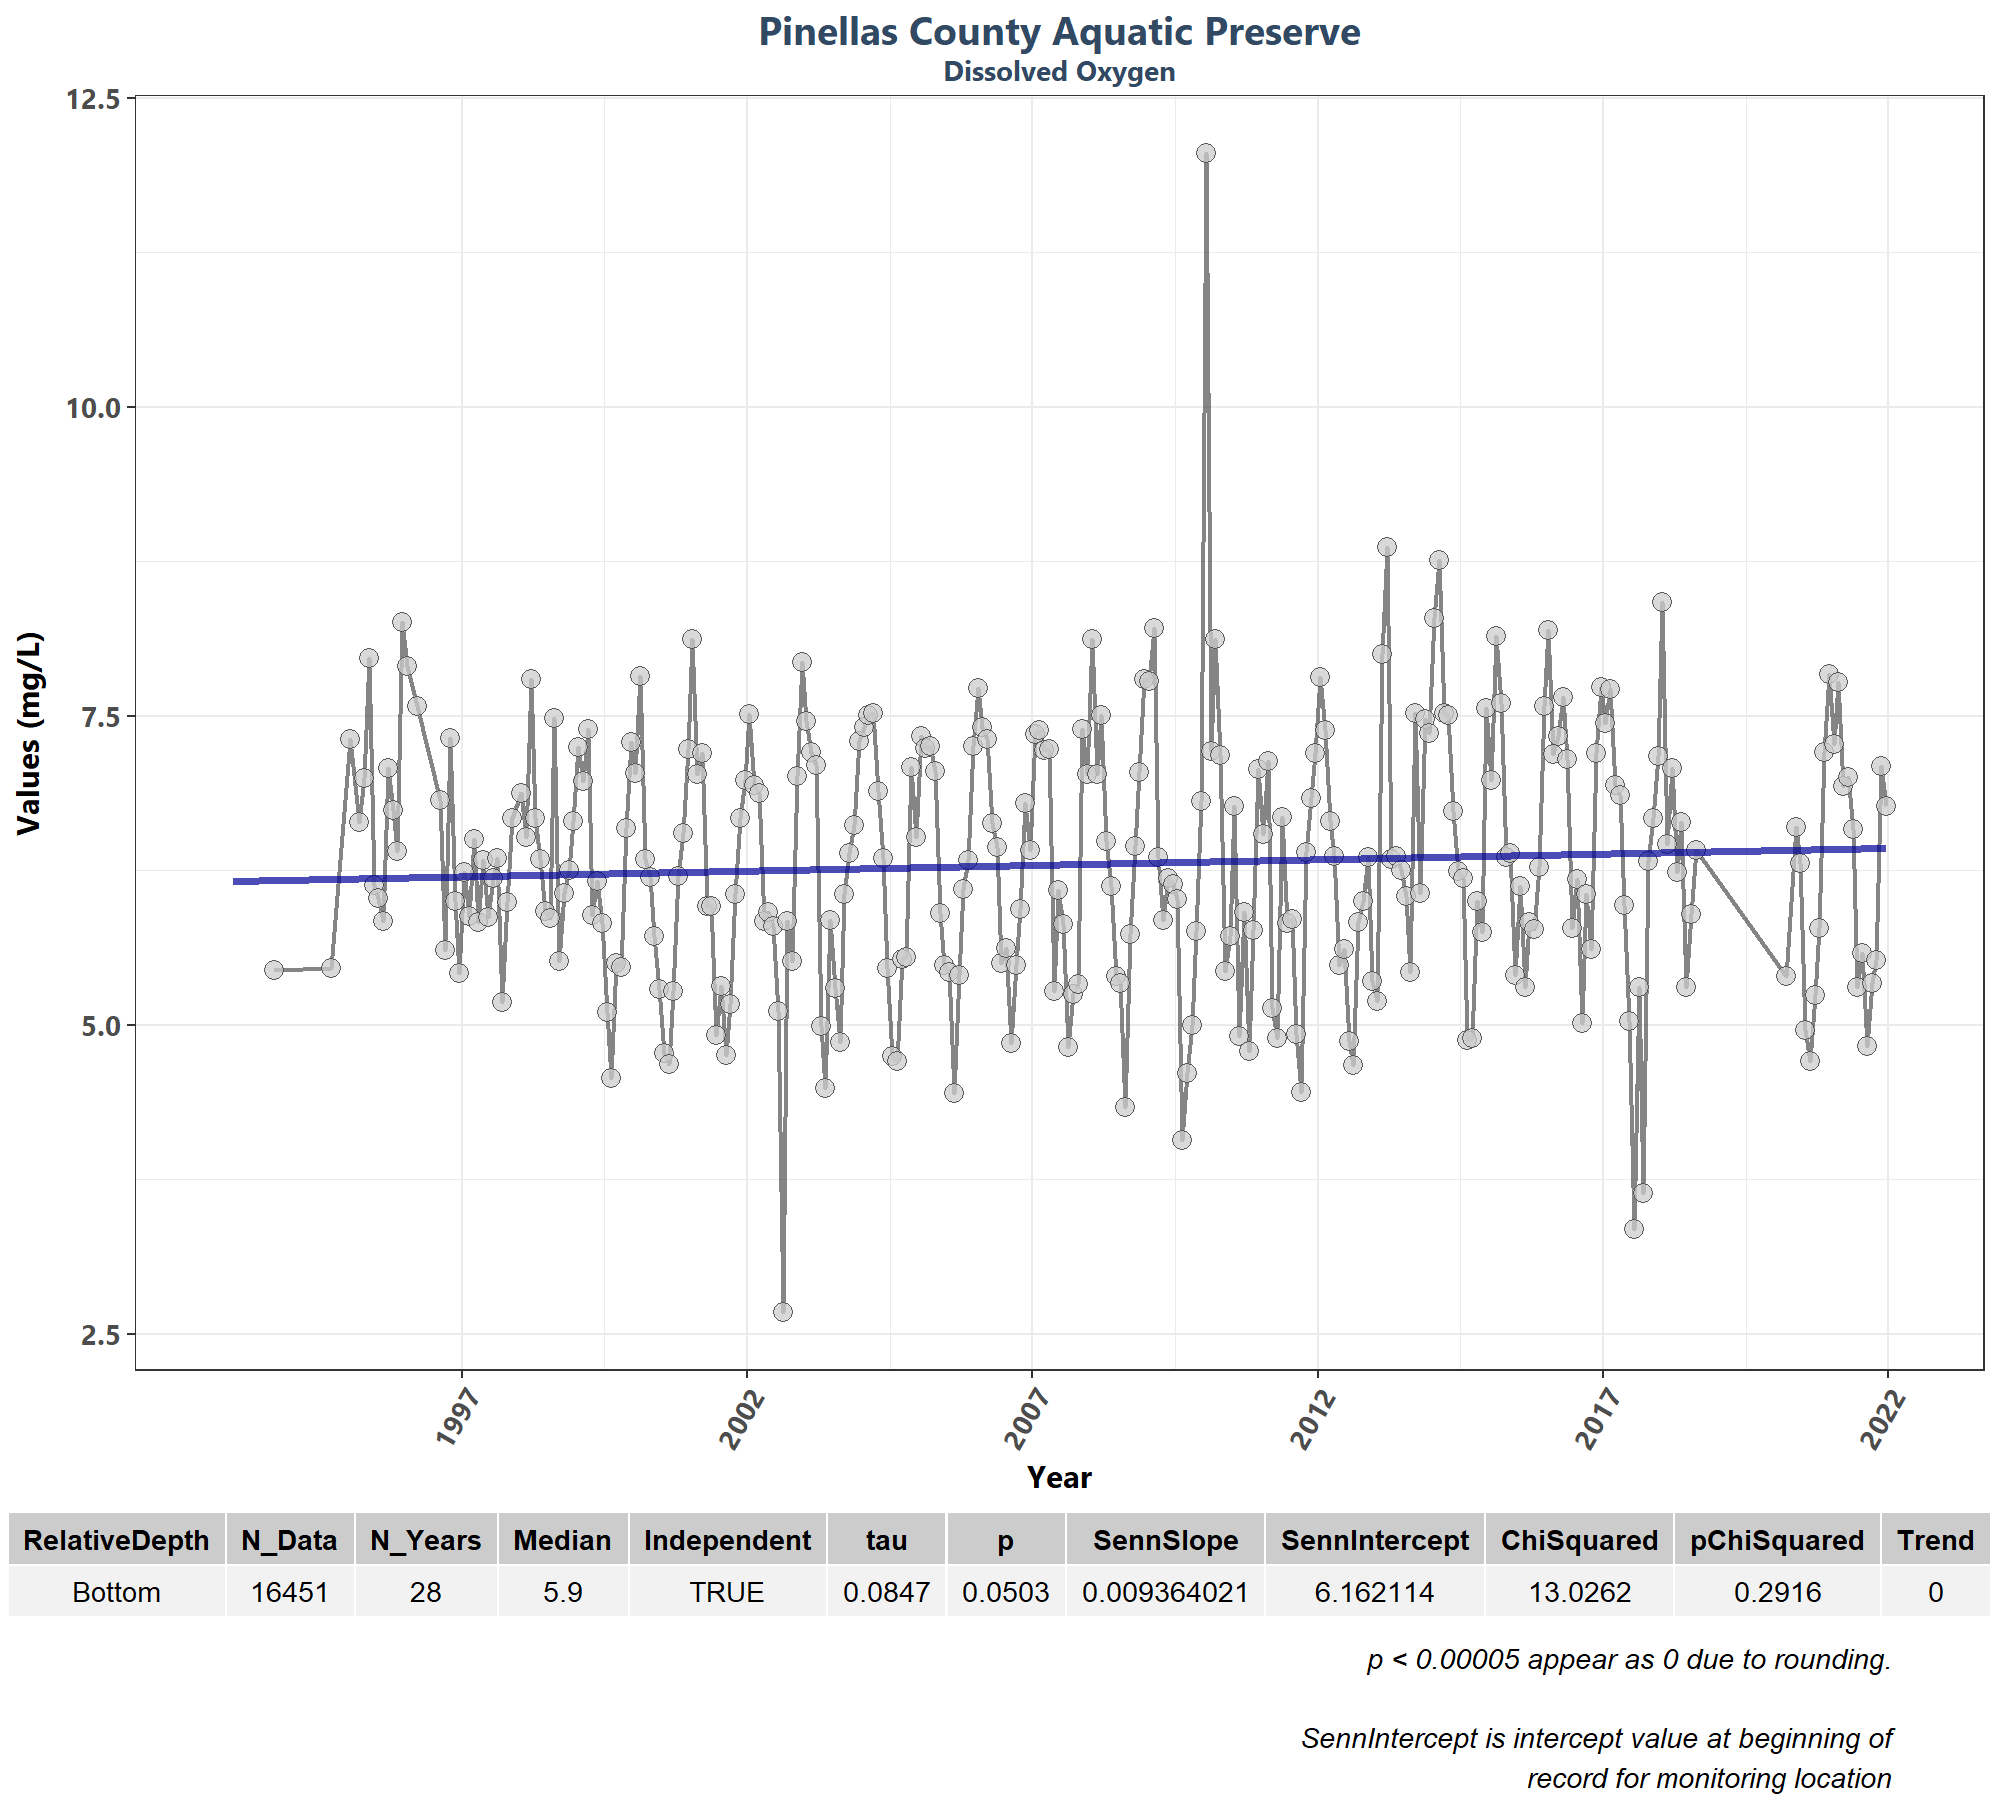 Pinellas County Aquatic Preserve
Dissolved Oxygen
12.5
10.0
7.5
5.0
2.5
Values (mg/L)
1997 2002 2007 2012 2017 2022
Year
RelativeDepth N_Data N_Years Median Independent tau p SennSlope SennIntercept ChiSquared pChiSquared Trend
Bottom 16451 28 5.9 TRUE 0.0847 0.0503 0.009364021 6.162114 13.0262 0.2916 0
p < 0.00005 appear as 0 due to rounding.
SennIntercept is intercept value at beginning of
record for monitoring location